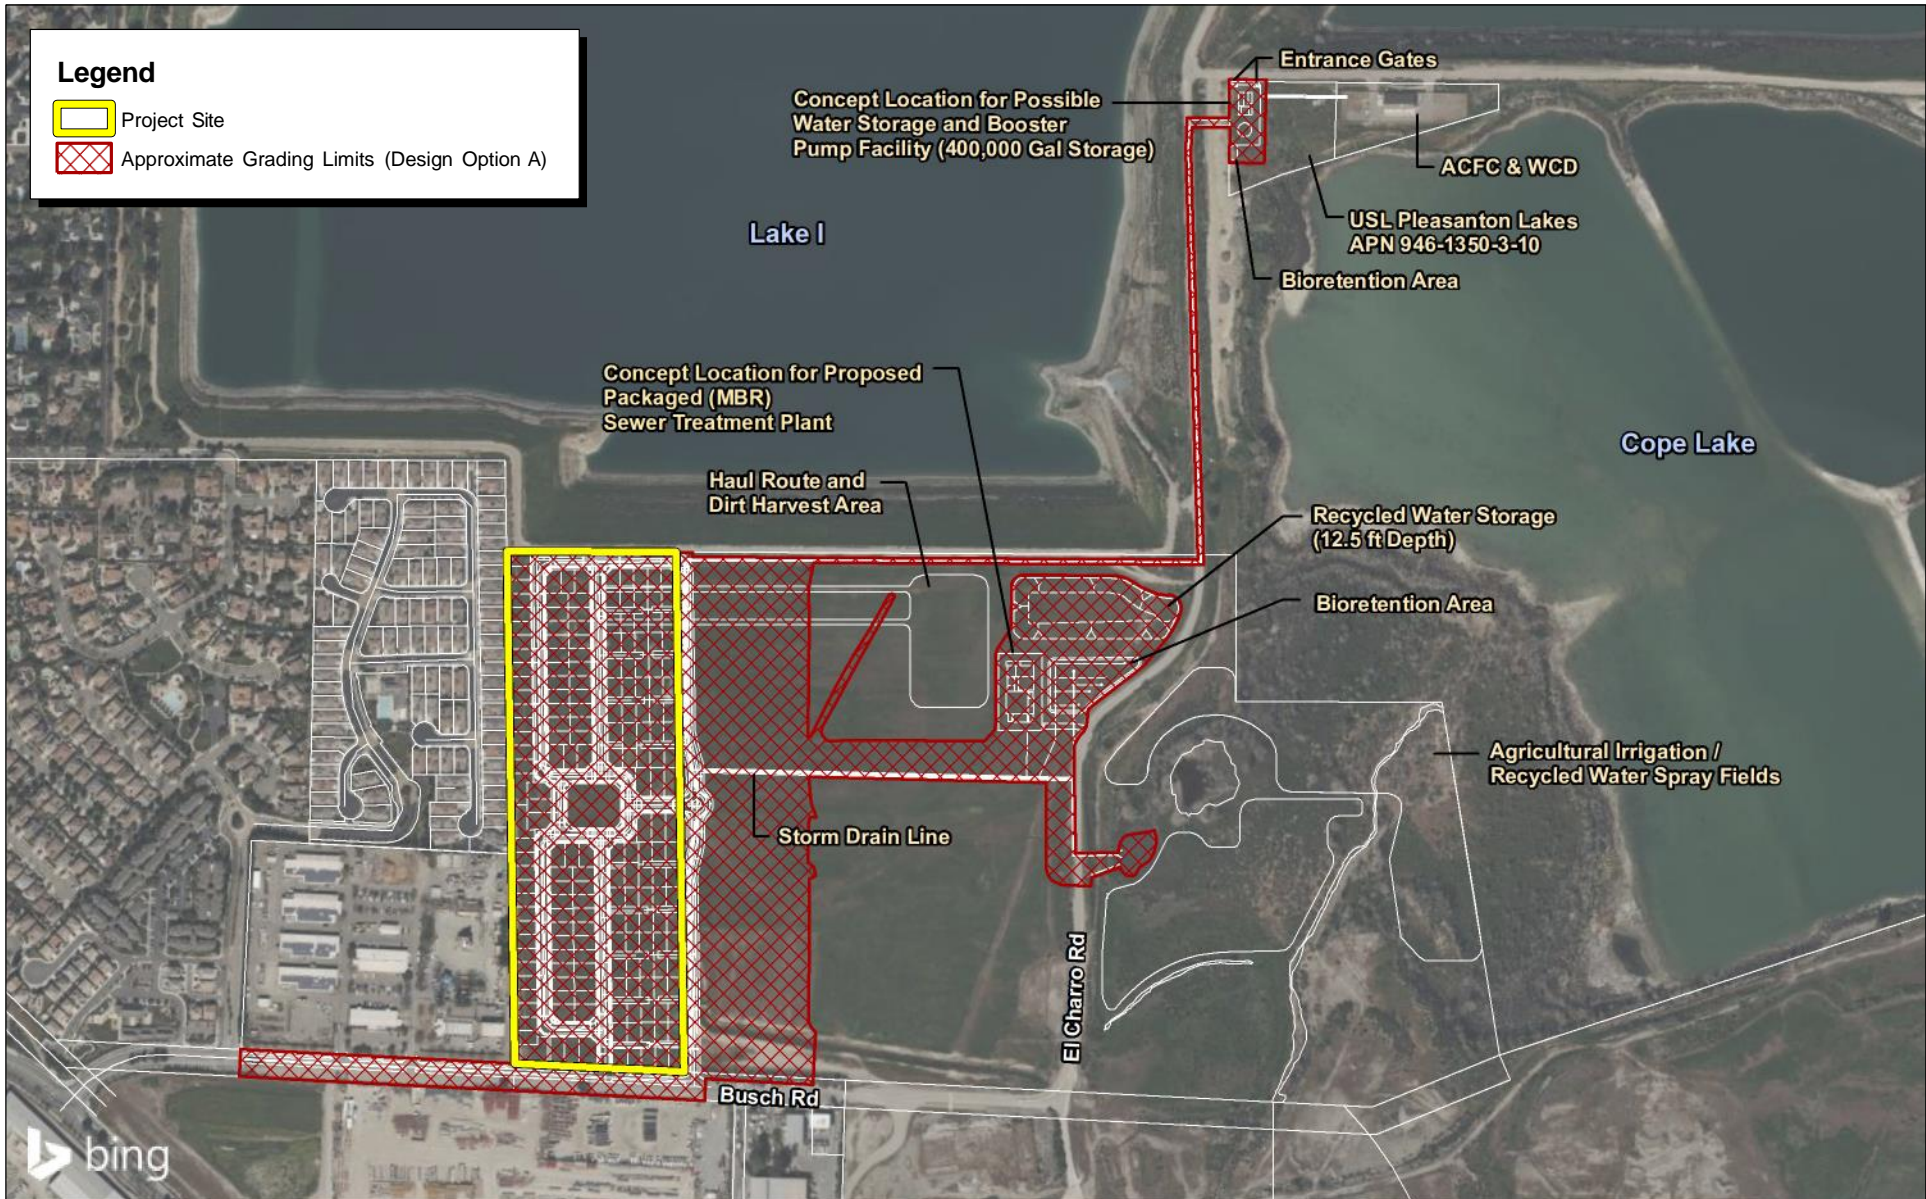 Legend
Project Site
Approximate Grading Limits (Design Option A)
Entrance Gates
Concept Location for Possible
Water Storage and Booster
Pump Facility (400,000 Gal Storage)
ACFC & WCD
USL Pleasanton Lakes
APN 946-1350-3-10
Lake I
Bioretention Area
Concept Location for Proposed
Packaged (MBR)
Sewer Treatment Plant
Cope Lake
Haul Route and
Dirt Harvest Area
Recycled Water Storage
(12.5 ft Depth)
Bioretention Area
Agricultural Irrigation /
Recycled Water Spray Fields
Storm Drain Line
El Charro Rd
Busch Rd
bing